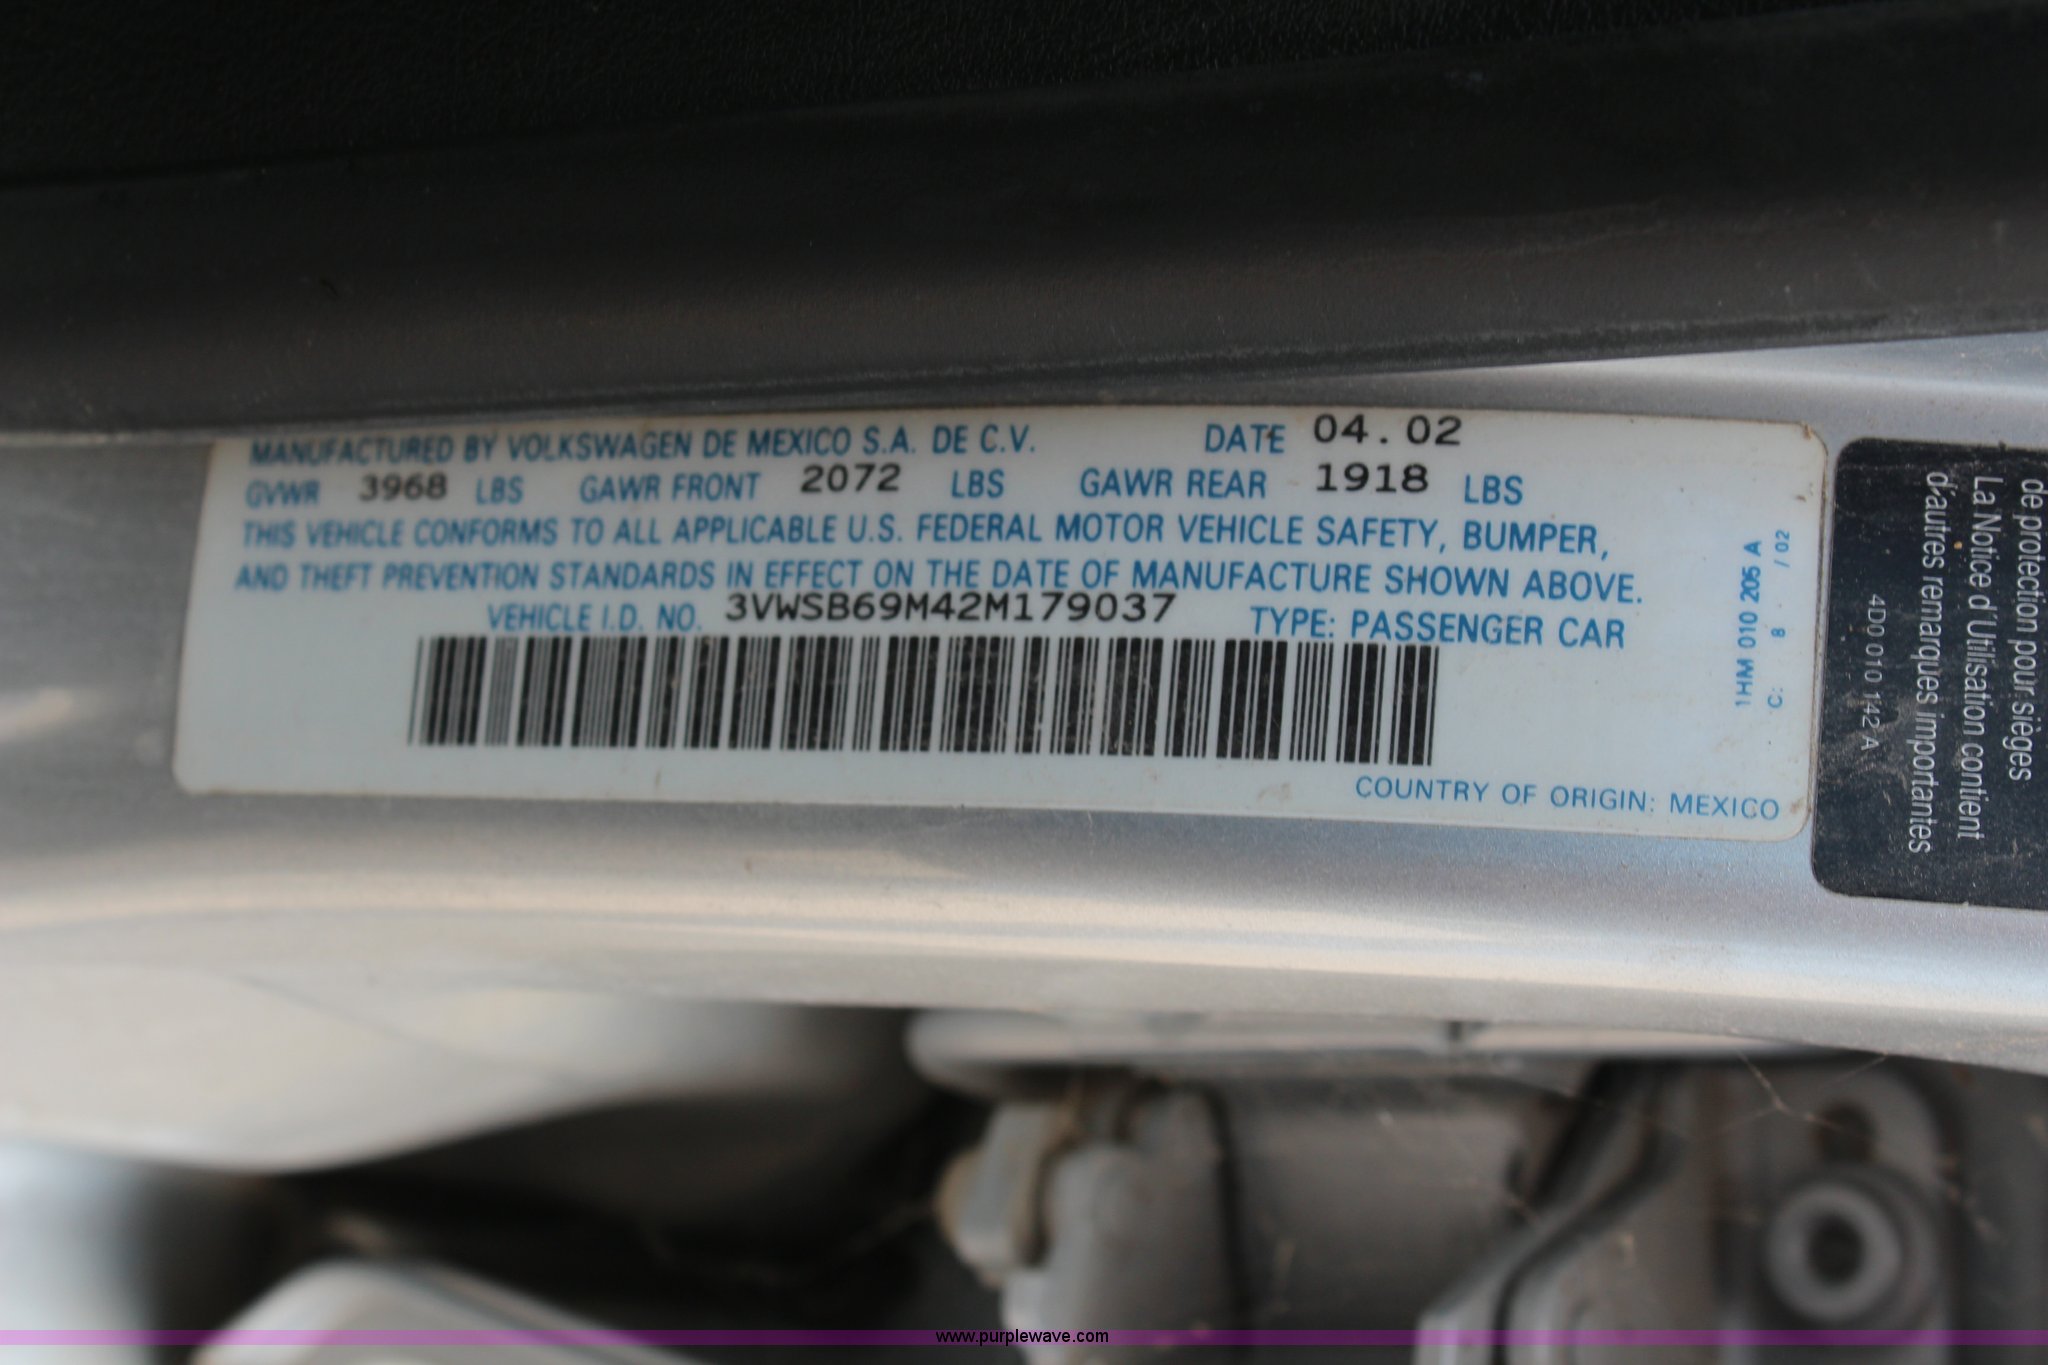 MANUFACTURED BY VOLKSWAGEN DE MEXICO S.A. DE C.V. DATE 04.02
GVWR 3968 LBS GAWR FRONT 2072 LBS GAWR REAR 1918 LBS
THIS VEHICLE CONFORMS TO ALL APPLICABLE U.S. FEDERAL MOTOR VEHICLE SAFETY, BUMPER,
AND THEFT PREVENTION STANDARDS IN EFFECT ON THE DATE OF MANUFACTURE SHOWN ABOVE.
VEHICLE I.D. NO. 3VWSB69M42M179037 TYPE: PASSENGER CAR
COUNTRY OF ORIGIN: MEXICO
1HM 010 205 A
C: 8 /02
de protection pour sièges
La Notice d'Utilisation contient
d'autres remarques importantes
4D0 010 142 A
www.purplewave.com